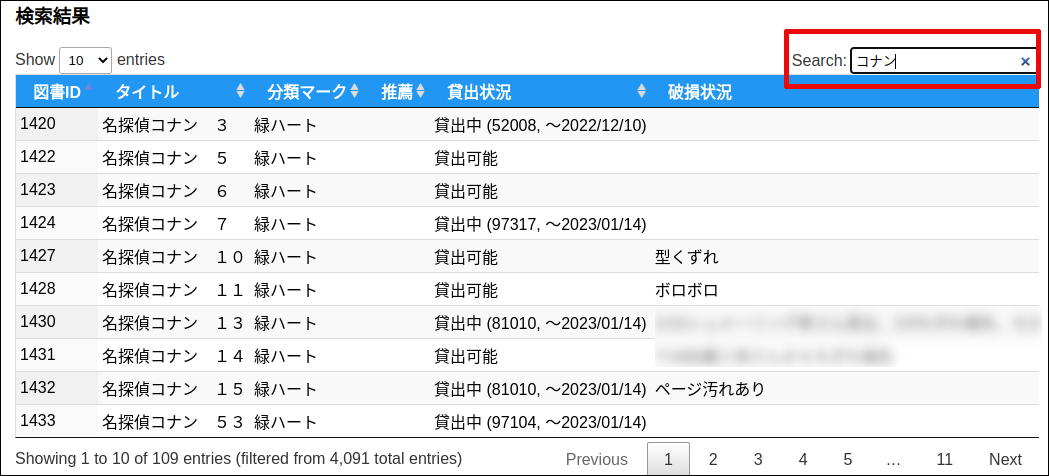 検索結果
Show 10 entries Search: コナン ×
図書ID タイトル 分類マーク 推薦 貸出状況 破損状況
1420 名探偵コナン　３ 緑ハート 貸出中 (52008, ～2022/12/10)
1422 名探偵コナン　５ 緑ハート 貸出可能
1423 名探偵コナン　６ 緑ハート 貸出可能
1424 名探偵コナン　７ 緑ハート 貸出中 (97317, ～2023/01/14)
1427 名探偵コナン　１０ 緑ハート 貸出可能 型くずれ
1428 名探偵コナン　１１ 緑ハート 貸出可能 ボロボロ
1430 名探偵コナン　１３ 緑ハート 貸出中 (81010, ～2023/01/14)
1431 名探偵コナン　１４ 緑ハート 貸出可能
1432 名探偵コナン　１５ 緑ハート 貸出中 (81010, ～2023/01/14) ページ汚れあり
1433 名探偵コナン　５３ 緑ハート 貸出中 (97104, ～2023/01/14)
Showing 1 to 10 of 109 entries (filtered from 4,091 total entries) Previous 1 2 3 4 5 … 11 Next